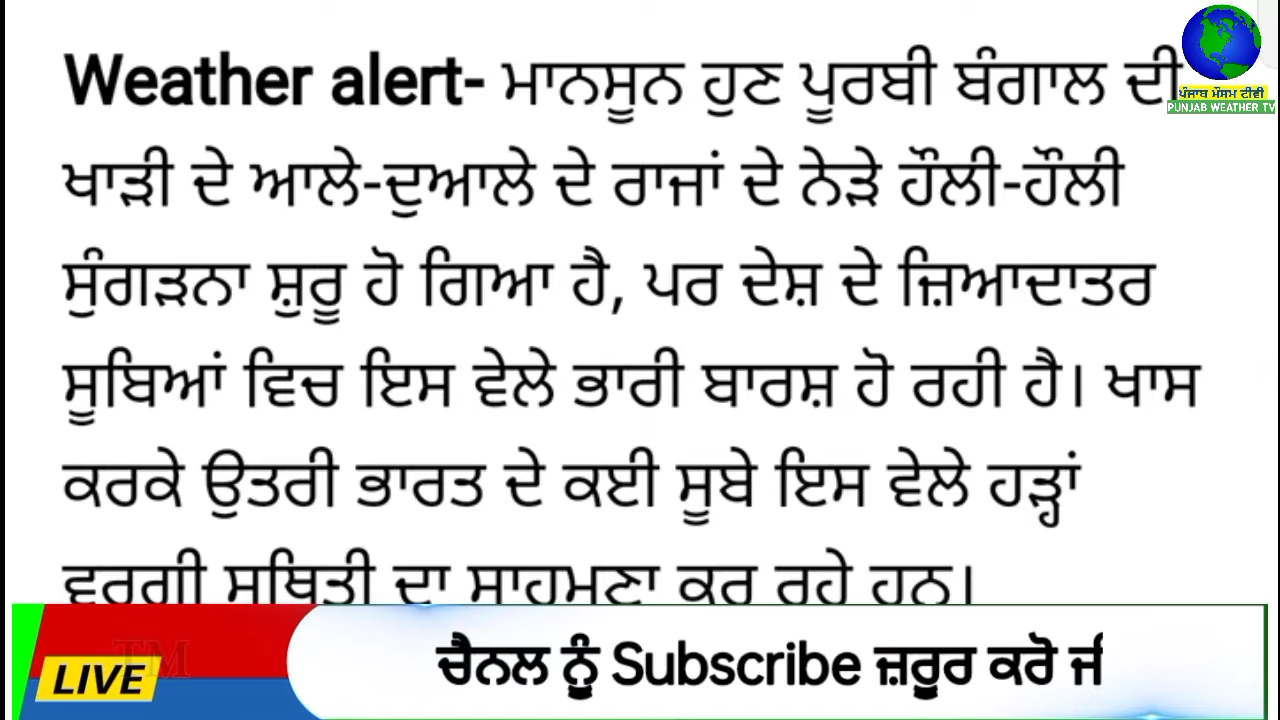 Weather alert- ਮਾਨਸੂਨ ਹੁਣ ਪੂਰਬੀ ਬੰਗਾਲ ਦੀ
ਪੰਜਾਬ ਮੌਸਮ ਟੀਵੀ
PUNJAB WEATHER TV
ਖਾੜੀ ਦੇ ਆਲੇ-ਦੁਆਲੇ ਦੇ ਰਾਜਾਂ ਦੇ ਨੇੜੇ ਹੌਲੀ-ਹੌਲੀ
ਸੁੰਗੜਨਾ ਸ਼ੁਰੂ ਹੋ ਗਿਆ ਹੈ, ਪਰ ਦੇਸ਼ ਦੇ ਜ਼ਿਆਦਾਤਰ
ਸੂਬਿਆਂ ਵਿਚ ਇਸ ਵੇਲੇ ਭਾਰੀ ਬਾਰਸ਼ ਹੋ ਰਹੀ ਹੈ। ਖਾਸ
ਕਰਕੇ ਉਤਰੀ ਭਾਰਤ ਦੇ ਕਈ ਸੂਬੇ ਇਸ ਵੇਲੇ ਹੜ੍ਹਾਂ
ਵਰਗੀ ਸਥਿਤੀ ਦਾ ਸਾਹਮਣਾ ਕਰ ਰਹੇ ਹਨ।
TM
LIVE
ਚੈਨਲ ਨੂੰ Subscribe ਜ਼ਰੂਰ ਕਰੋ ਜੀ